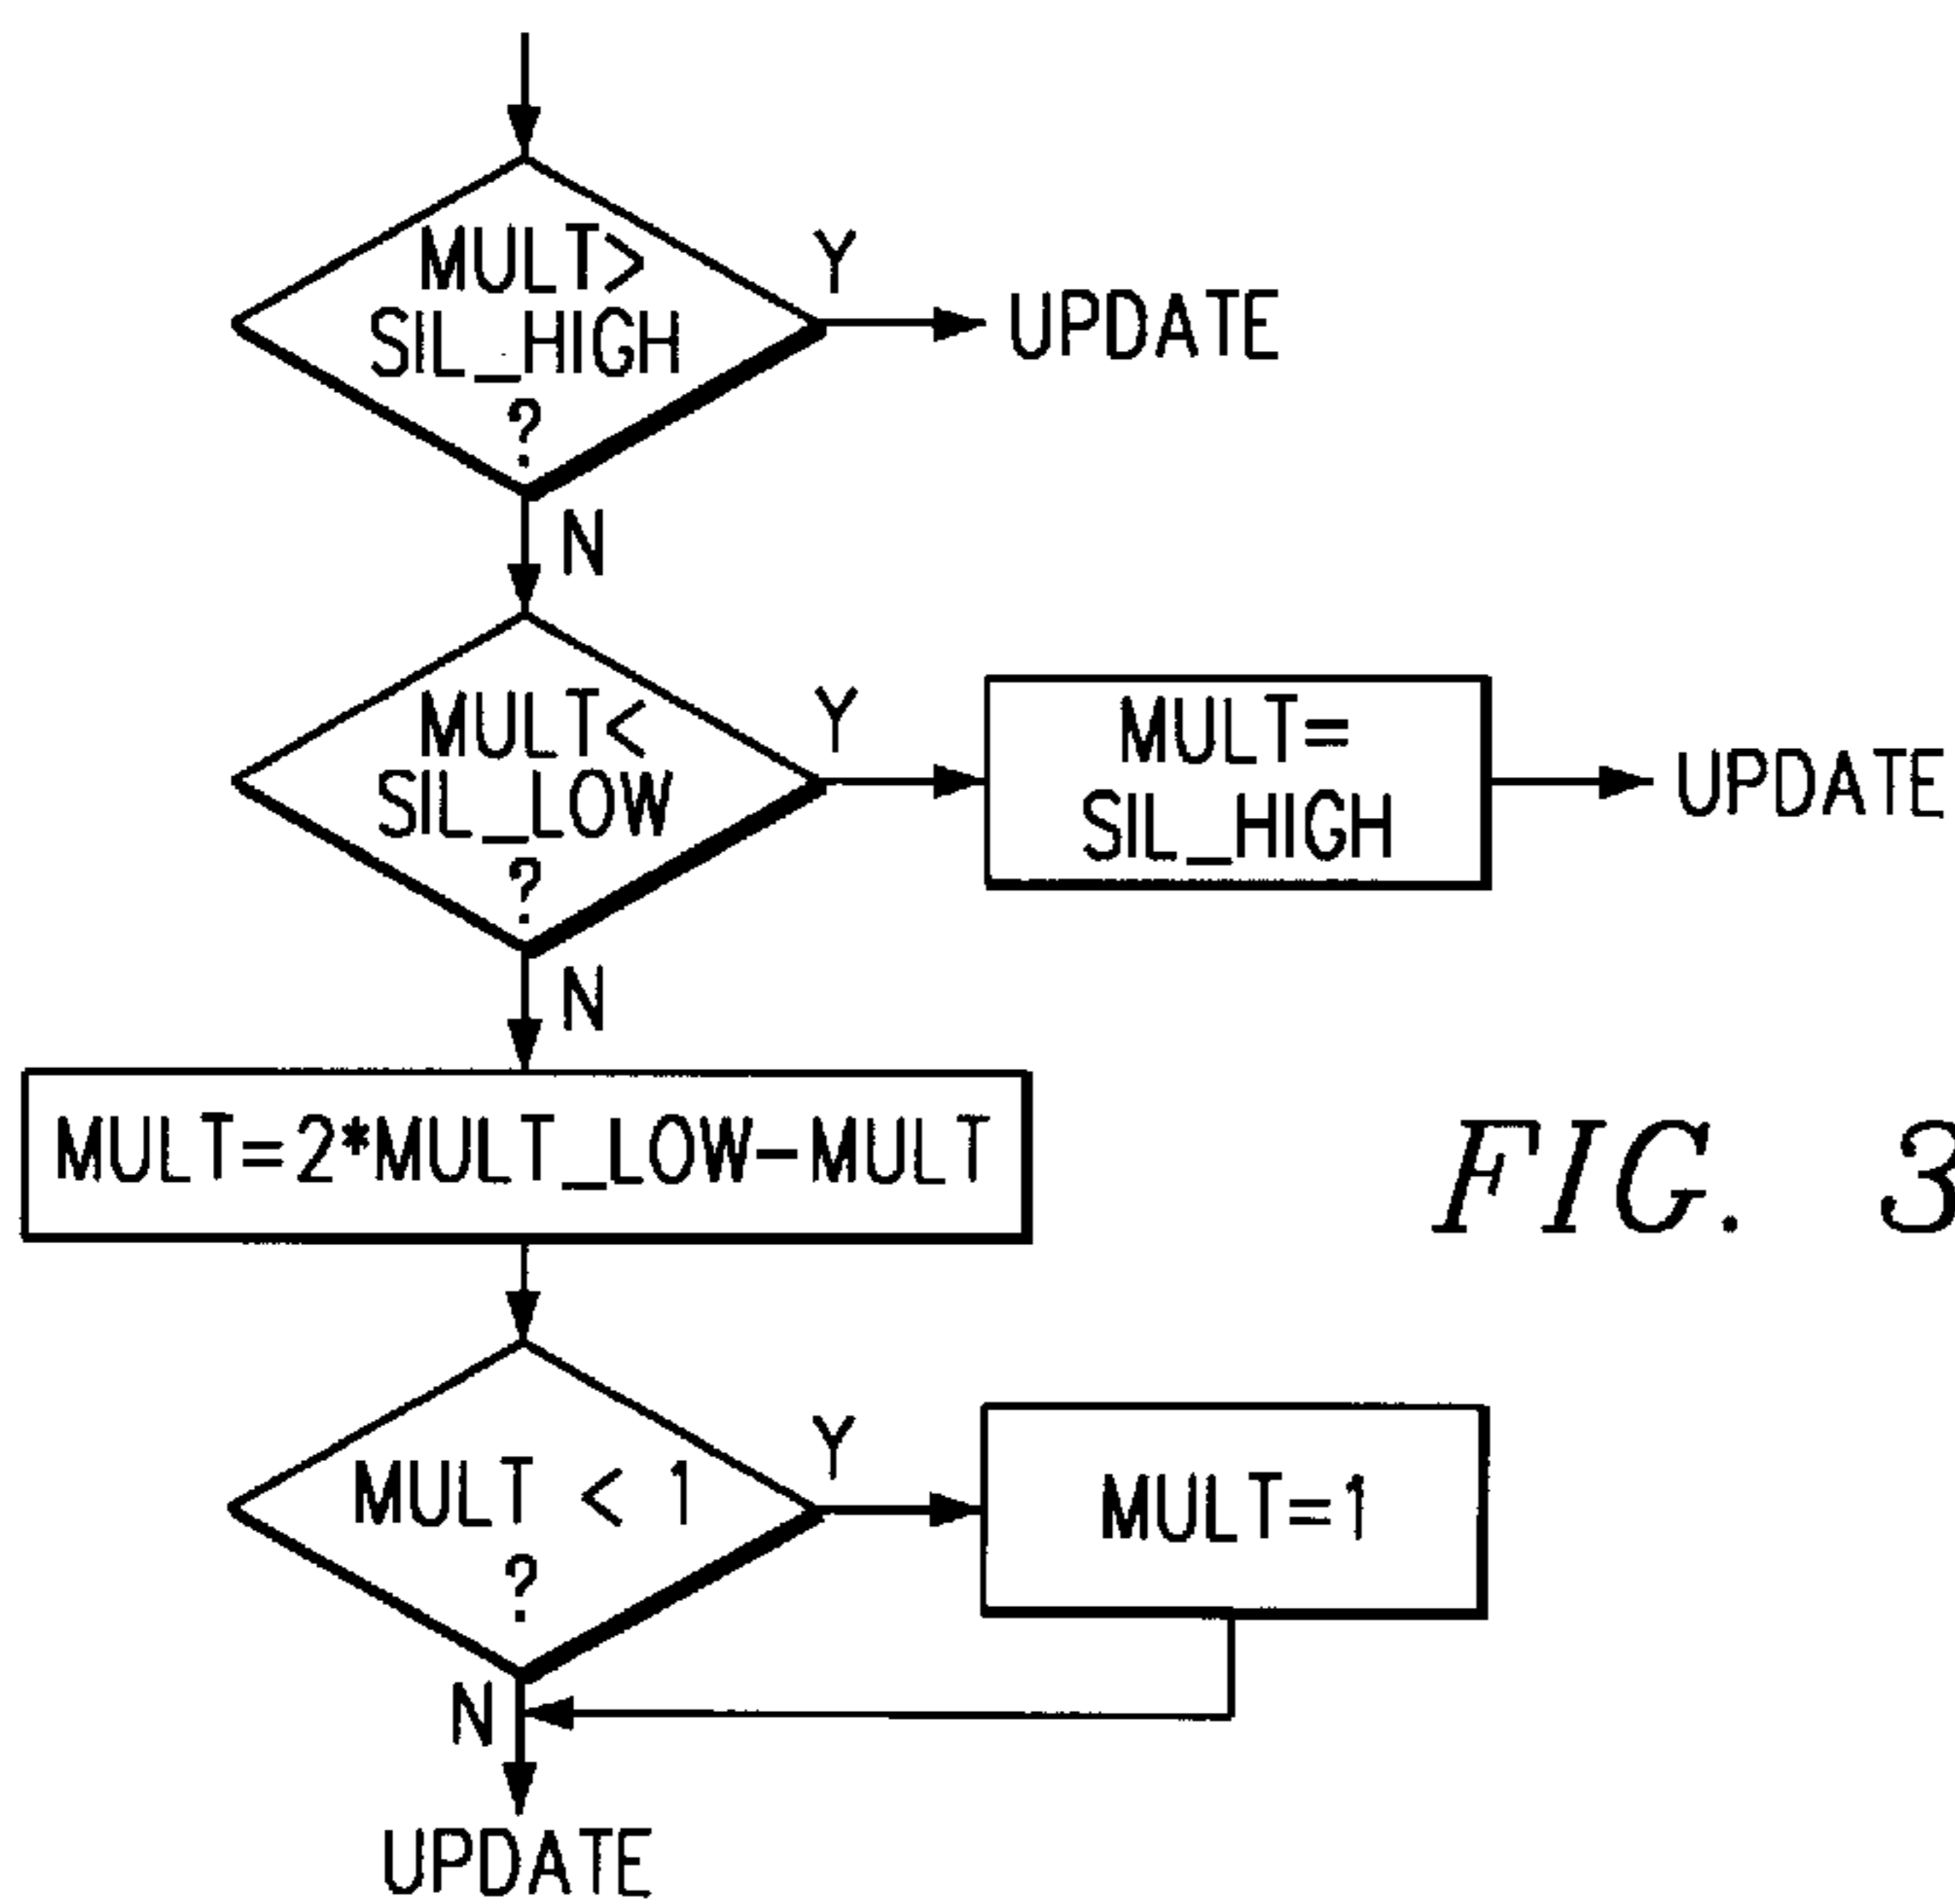 MULT>
SIL_HIGH
?
Y
UPDATE
N
MULT<
SIL_LOW
?
Y
MULT=
SIL_HIGH
UPDATE
N
MULT=2*MULT_LOW-MULT
FIG. 3
MULT < 1
?
Y
MULT=1
N
UPDATE